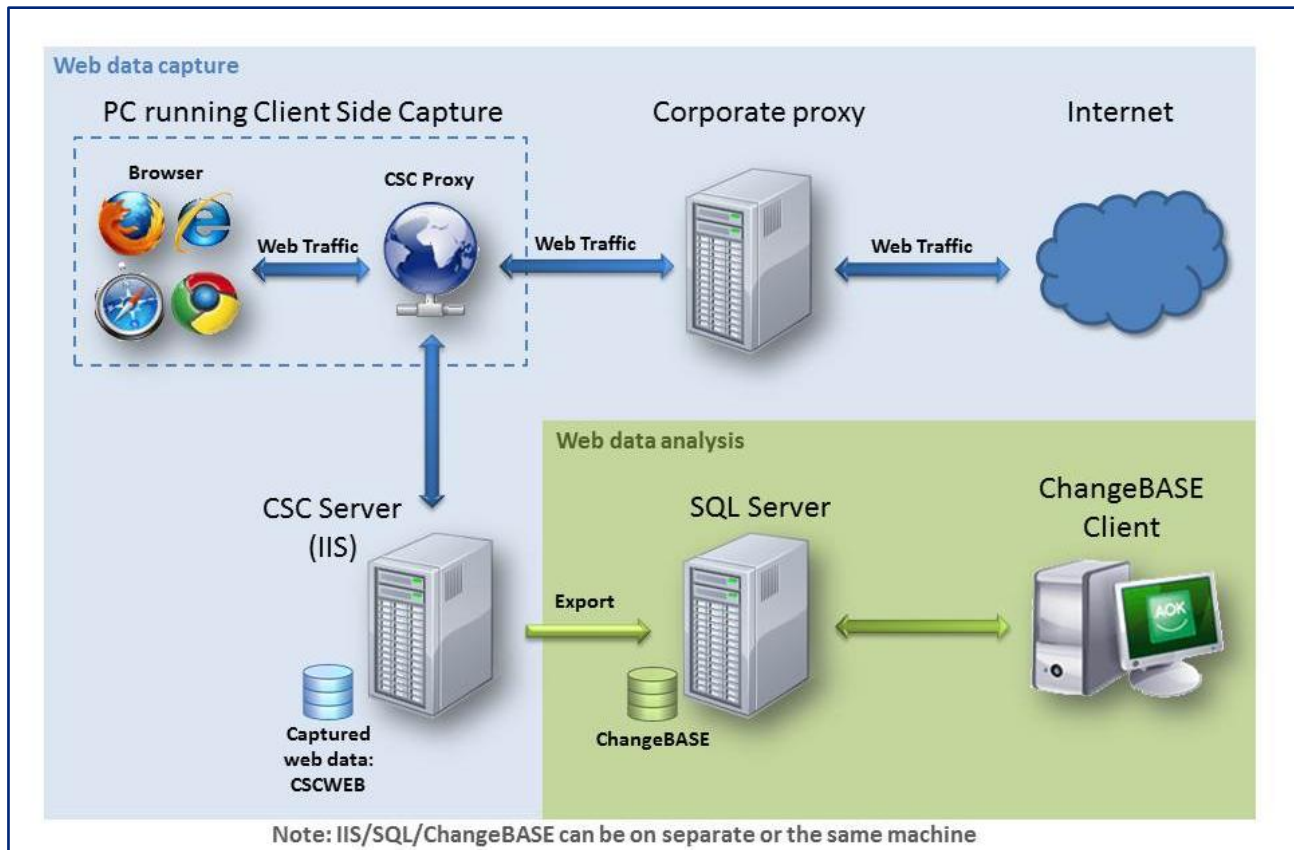 Web data capture
PC running Client Side Capture
Corporate proxy
Internet
Browser
CSC Proxy
Web Traffic
Web Traffic
Web Traffic
Web data analysis
CSC Server
(IIS)
SQL Server
ChangeBASE
Client
Export
AOK
Captured
web data:
CSCWEB
ChangeBASE
Note: IIS/SQL/ChangeBASE can be on separate or the same machine